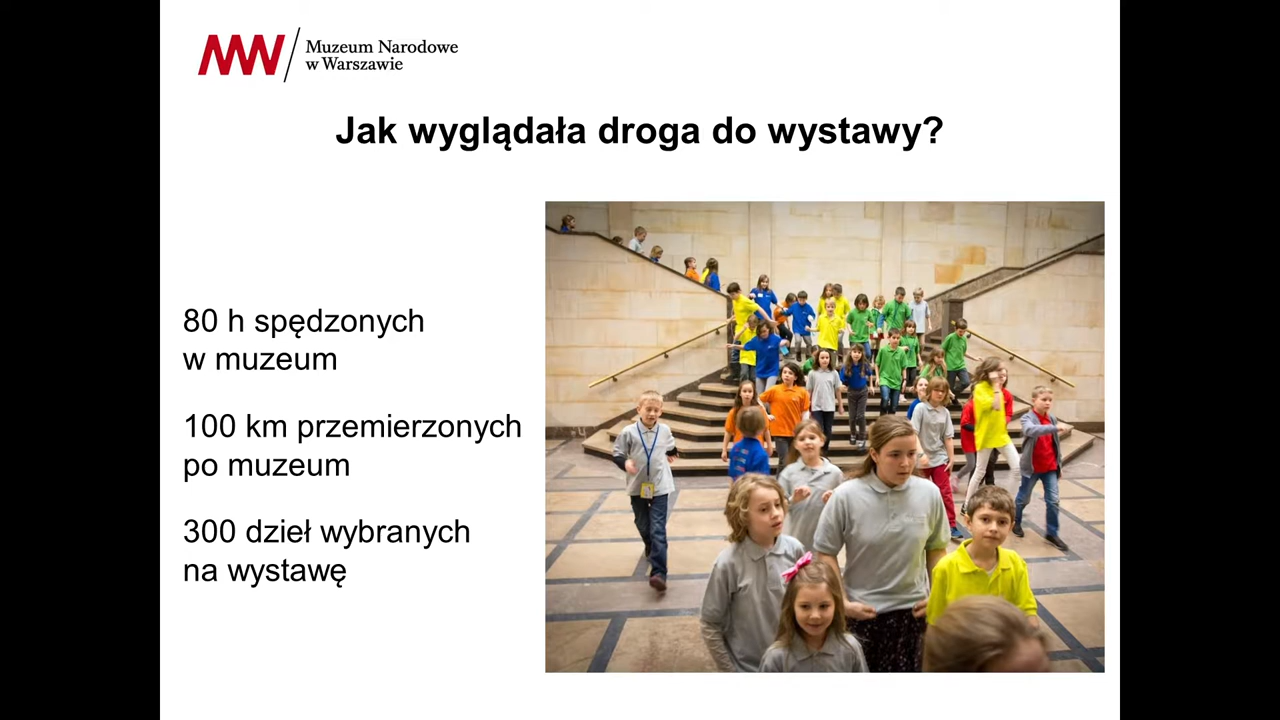 MNW
Muzeum Narodowe
w Warszawie
Jak wyglądała droga do wystawy?
80 h spędzonych
w muzeum
100 km przemierzonych
po muzeum
300 dzieł wybranych
na wystawę